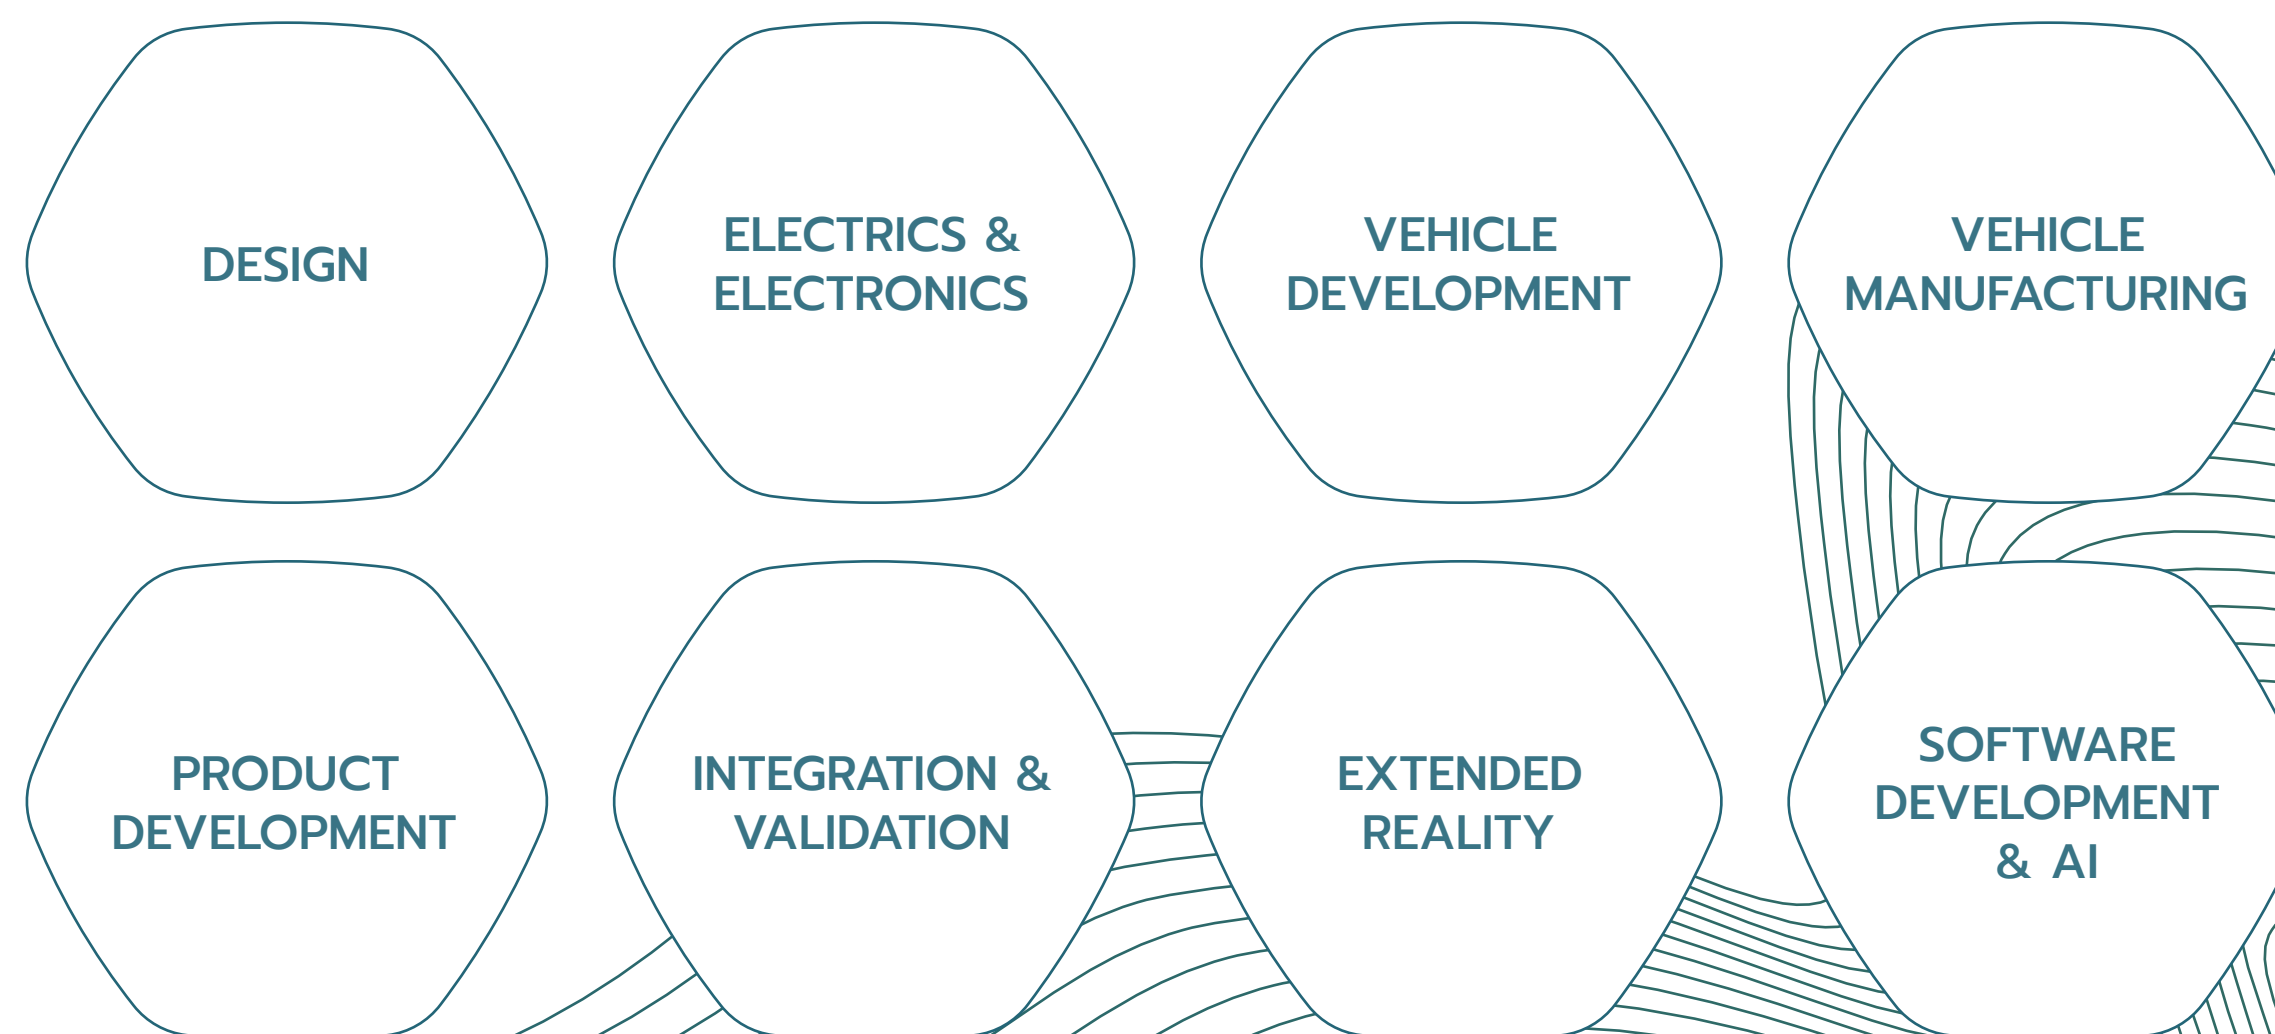 DESIGN
ELECTRICS &
ELECTRONICS
VEHICLE
DEVELOPMENT
VEHICLE
MANUFACTURING
PRODUCT
DEVELOPMENT
INTEGRATION &
VALIDATION
EXTENDED
REALITY
SOFTWARE
DEVELOPMENT
& AI